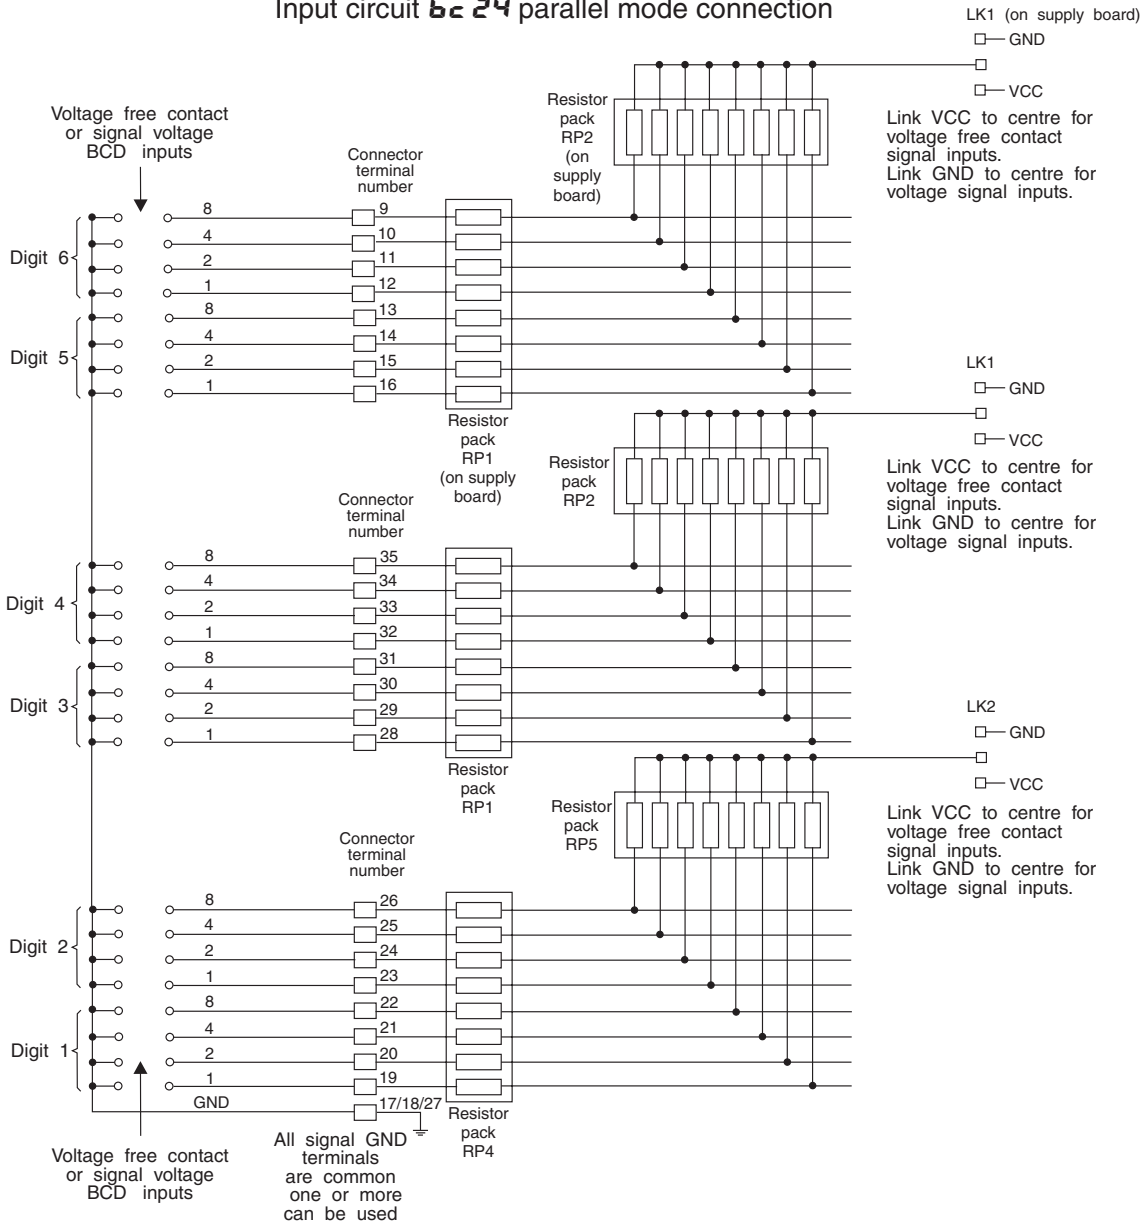 Input circuit bc 24 parallel mode connection
LK1 (on supply board)
GND
VCC
Link VCC to centre for
voltage free contact
signal inputs.
Link GND to centre for
voltage signal inputs.
Voltage free contact
or signal voltage
BCD inputs
Connector
terminal
number
Resistor
pack
RP2
(on
supply
board)
Digit 6
8 9
4 10
2 11
1 12
Digit 5
8 13
4 14
2 15
1 16
Resistor
pack
RP1
(on supply
board)
LK1
GND
VCC
Link VCC to centre for
voltage free contact
signal inputs.
Link GND to centre for
voltage signal inputs.
Resistor
pack
RP2
Connector
terminal
number
Digit 4
8 35
4 34
2 33
1 32
Digit 3
8 31
4 30
2 29
1 28
Resistor
pack
RP1
LK2
GND
VCC
Link VCC to centre for
voltage free contact
signal inputs.
Link GND to centre for
voltage signal inputs.
Resistor
pack
RP5
Connector
terminal
number
Digit 2
8 26
4 25
2 24
1 23
Digit 1
8 22
4 21
2 20
1 19
GND 17/18/27
Resistor
pack
RP4
Voltage free contact
or signal voltage
BCD inputs
All signal GND
terminals
are common
one or more
can be used